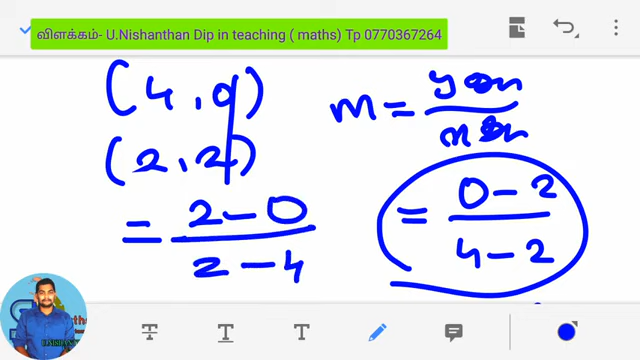 விளக்கம்- U.Nishanthan Dip in teaching ( maths) Tp 0770367264
(4,0)
(2,2)
= 2-0 / 2-4
m =
= 0-2 / 4-2